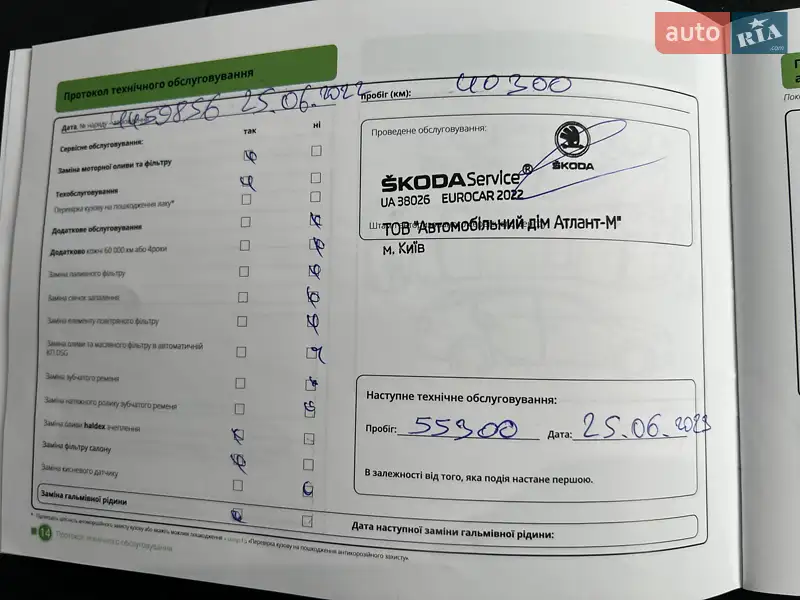 auto RIA .com
Протокол технічного обслуговування
Дата, № наряду 1459856 25.06.2022
пробіг (км): 40300
так ні
Сервісне обслуговування:
Заміна моторної оливи та фільтру
Техобслуговування
Перевірка кузову на пошкодження лаку*
Додаткове обслуговування
Додатково кожні 60 000 км або 4роки
Заміна паливного фільтру
Заміна свічок запалення
Заміна елементу повітряного фільтру
Заміна оливи та масляного фільтру в автоматичній
КП DSG
Заміна зубчатого ременя
Заміна натяжного ролику зубчатого ременя
Заміна оливи haldex зчеплення
Заміна фільтру салону
Заміна кисневого датчику
Заміна гальмівної рідини
Проведене обслуговування:
ŠKODA
ŠKODA Service®
UA 38026 EUROCAR 2022
ТОВ "Автомобільний дім Атлант-М"
м. Київ
Наступне технічне обслуговування:
Пробіг: 55300 Дата: 25.06.2023
В залежності від того, яка подія настане першою.
Дата наступної заміни гальмівної рідини:
14 Протокол технічного обслуговування